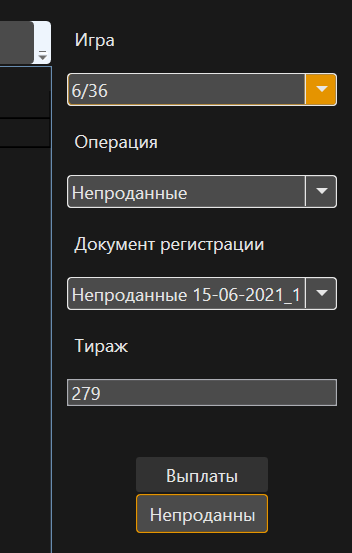 Игра
6/36
Операция
Непроданные
Документ регистрации
Непроданные 15-06-2021_1
Тираж
279
Выплаты
Непроданны